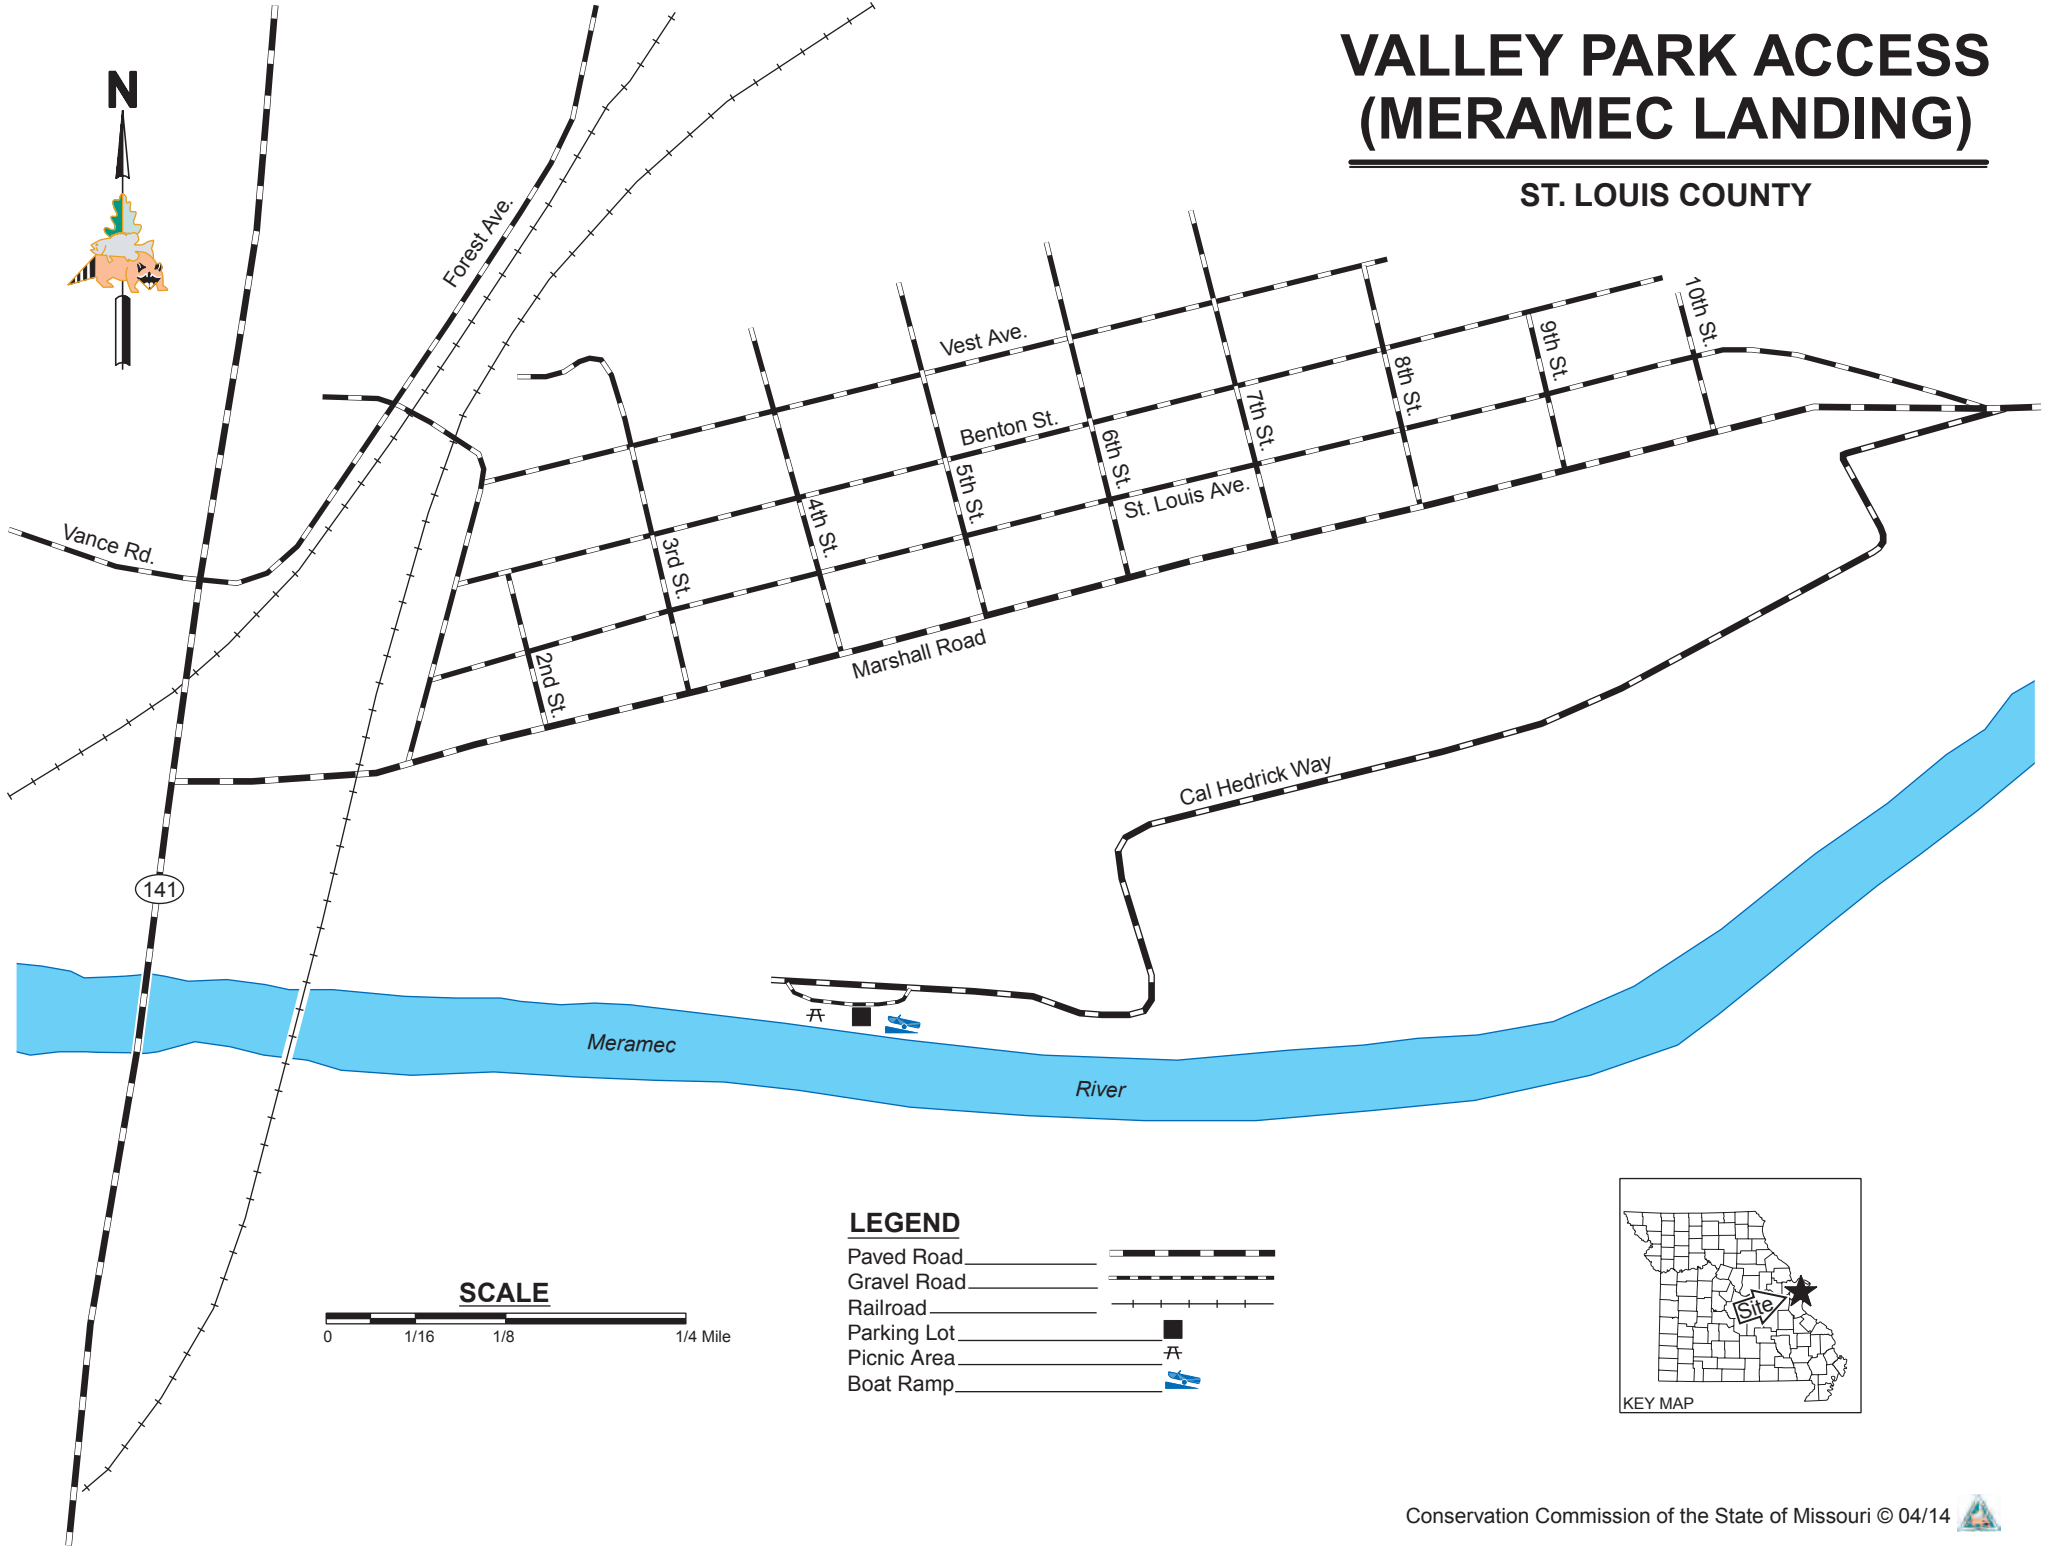 VALLEY PARK ACCESS
(MERAMEC LANDING)
ST. LOUIS COUNTY
N
Forest Ave.
Vance Rd.
Vest Ave.
Benton St.
St. Louis Ave.
Marshall Road
2nd St.
3rd St.
4th St.
5th St.
6th St.
7th St.
8th St.
9th St.
10th St.
Cal Hedrick Way
141
Meramec
River
SCALE
0 1/16 1/8 1/4 Mile
LEGEND
Paved Road
Gravel Road
Railroad
Parking Lot
Picnic Area
Boat Ramp
Site
KEY MAP
Conservation Commission of the State of Missouri © 04/14